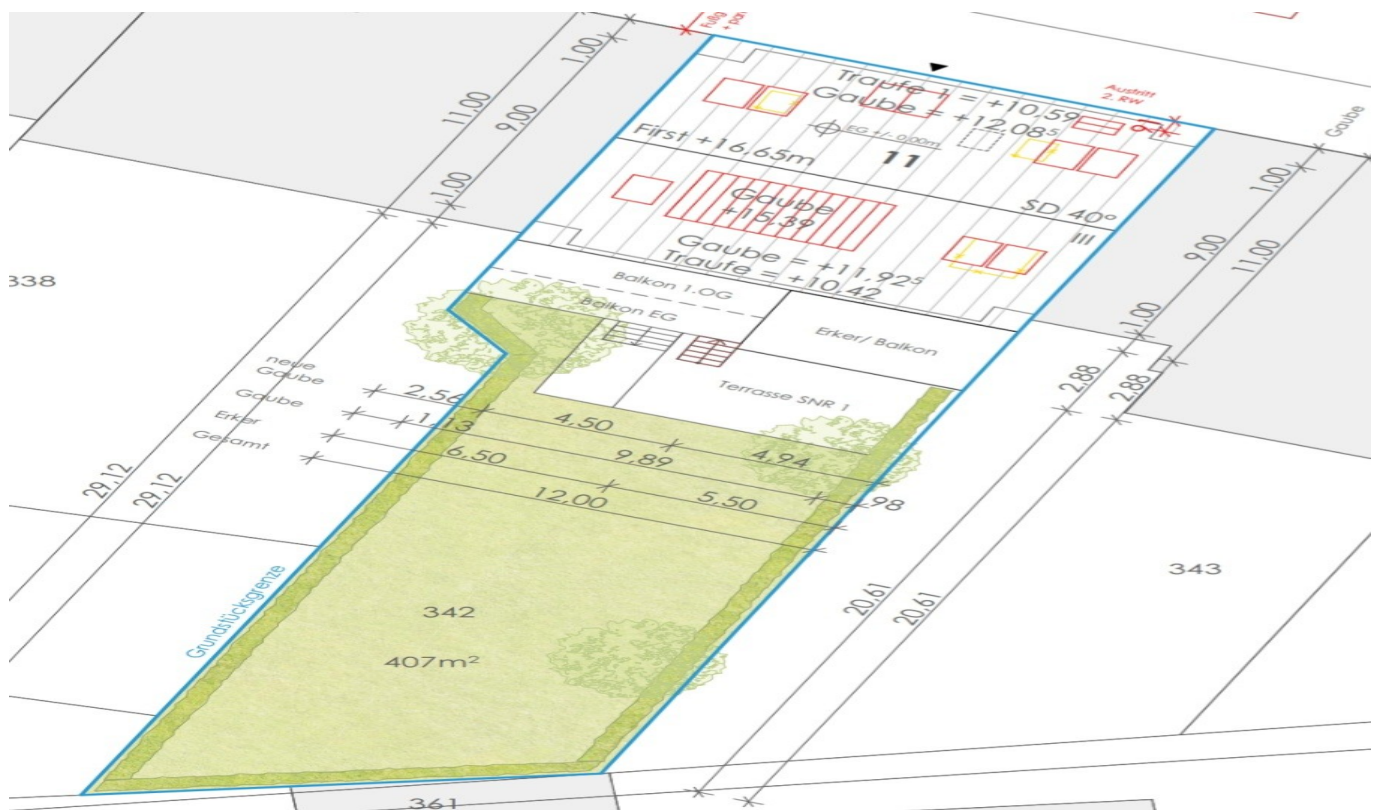 Fußg
+ par
1,00
11,00
9,00
1,00
Traufe 1 = +10,59
Gaube = +12,08⁵
Austritt
2. RW
Gaube
EG +/- 0,00m
First +16,65m
11
1,00
9,00
11,00
1,00
Gaube
+15,39
SD 40°
III
Gaube = +11,92⁵
Traufe = +10,42
338
Balkon 1.OG
Balkon EG
Erker/ Balkon
Terrasse SNR 1
2,88
2,88
neue
Gaube
2,56
4,50
4,94
Gaube
1,13
9,89
,98
Erker
6,50
5,50
Gesamt
12,00
29,12
29,12
20,61
20,61
343
Grundstücksgrenze
342
407m²
361